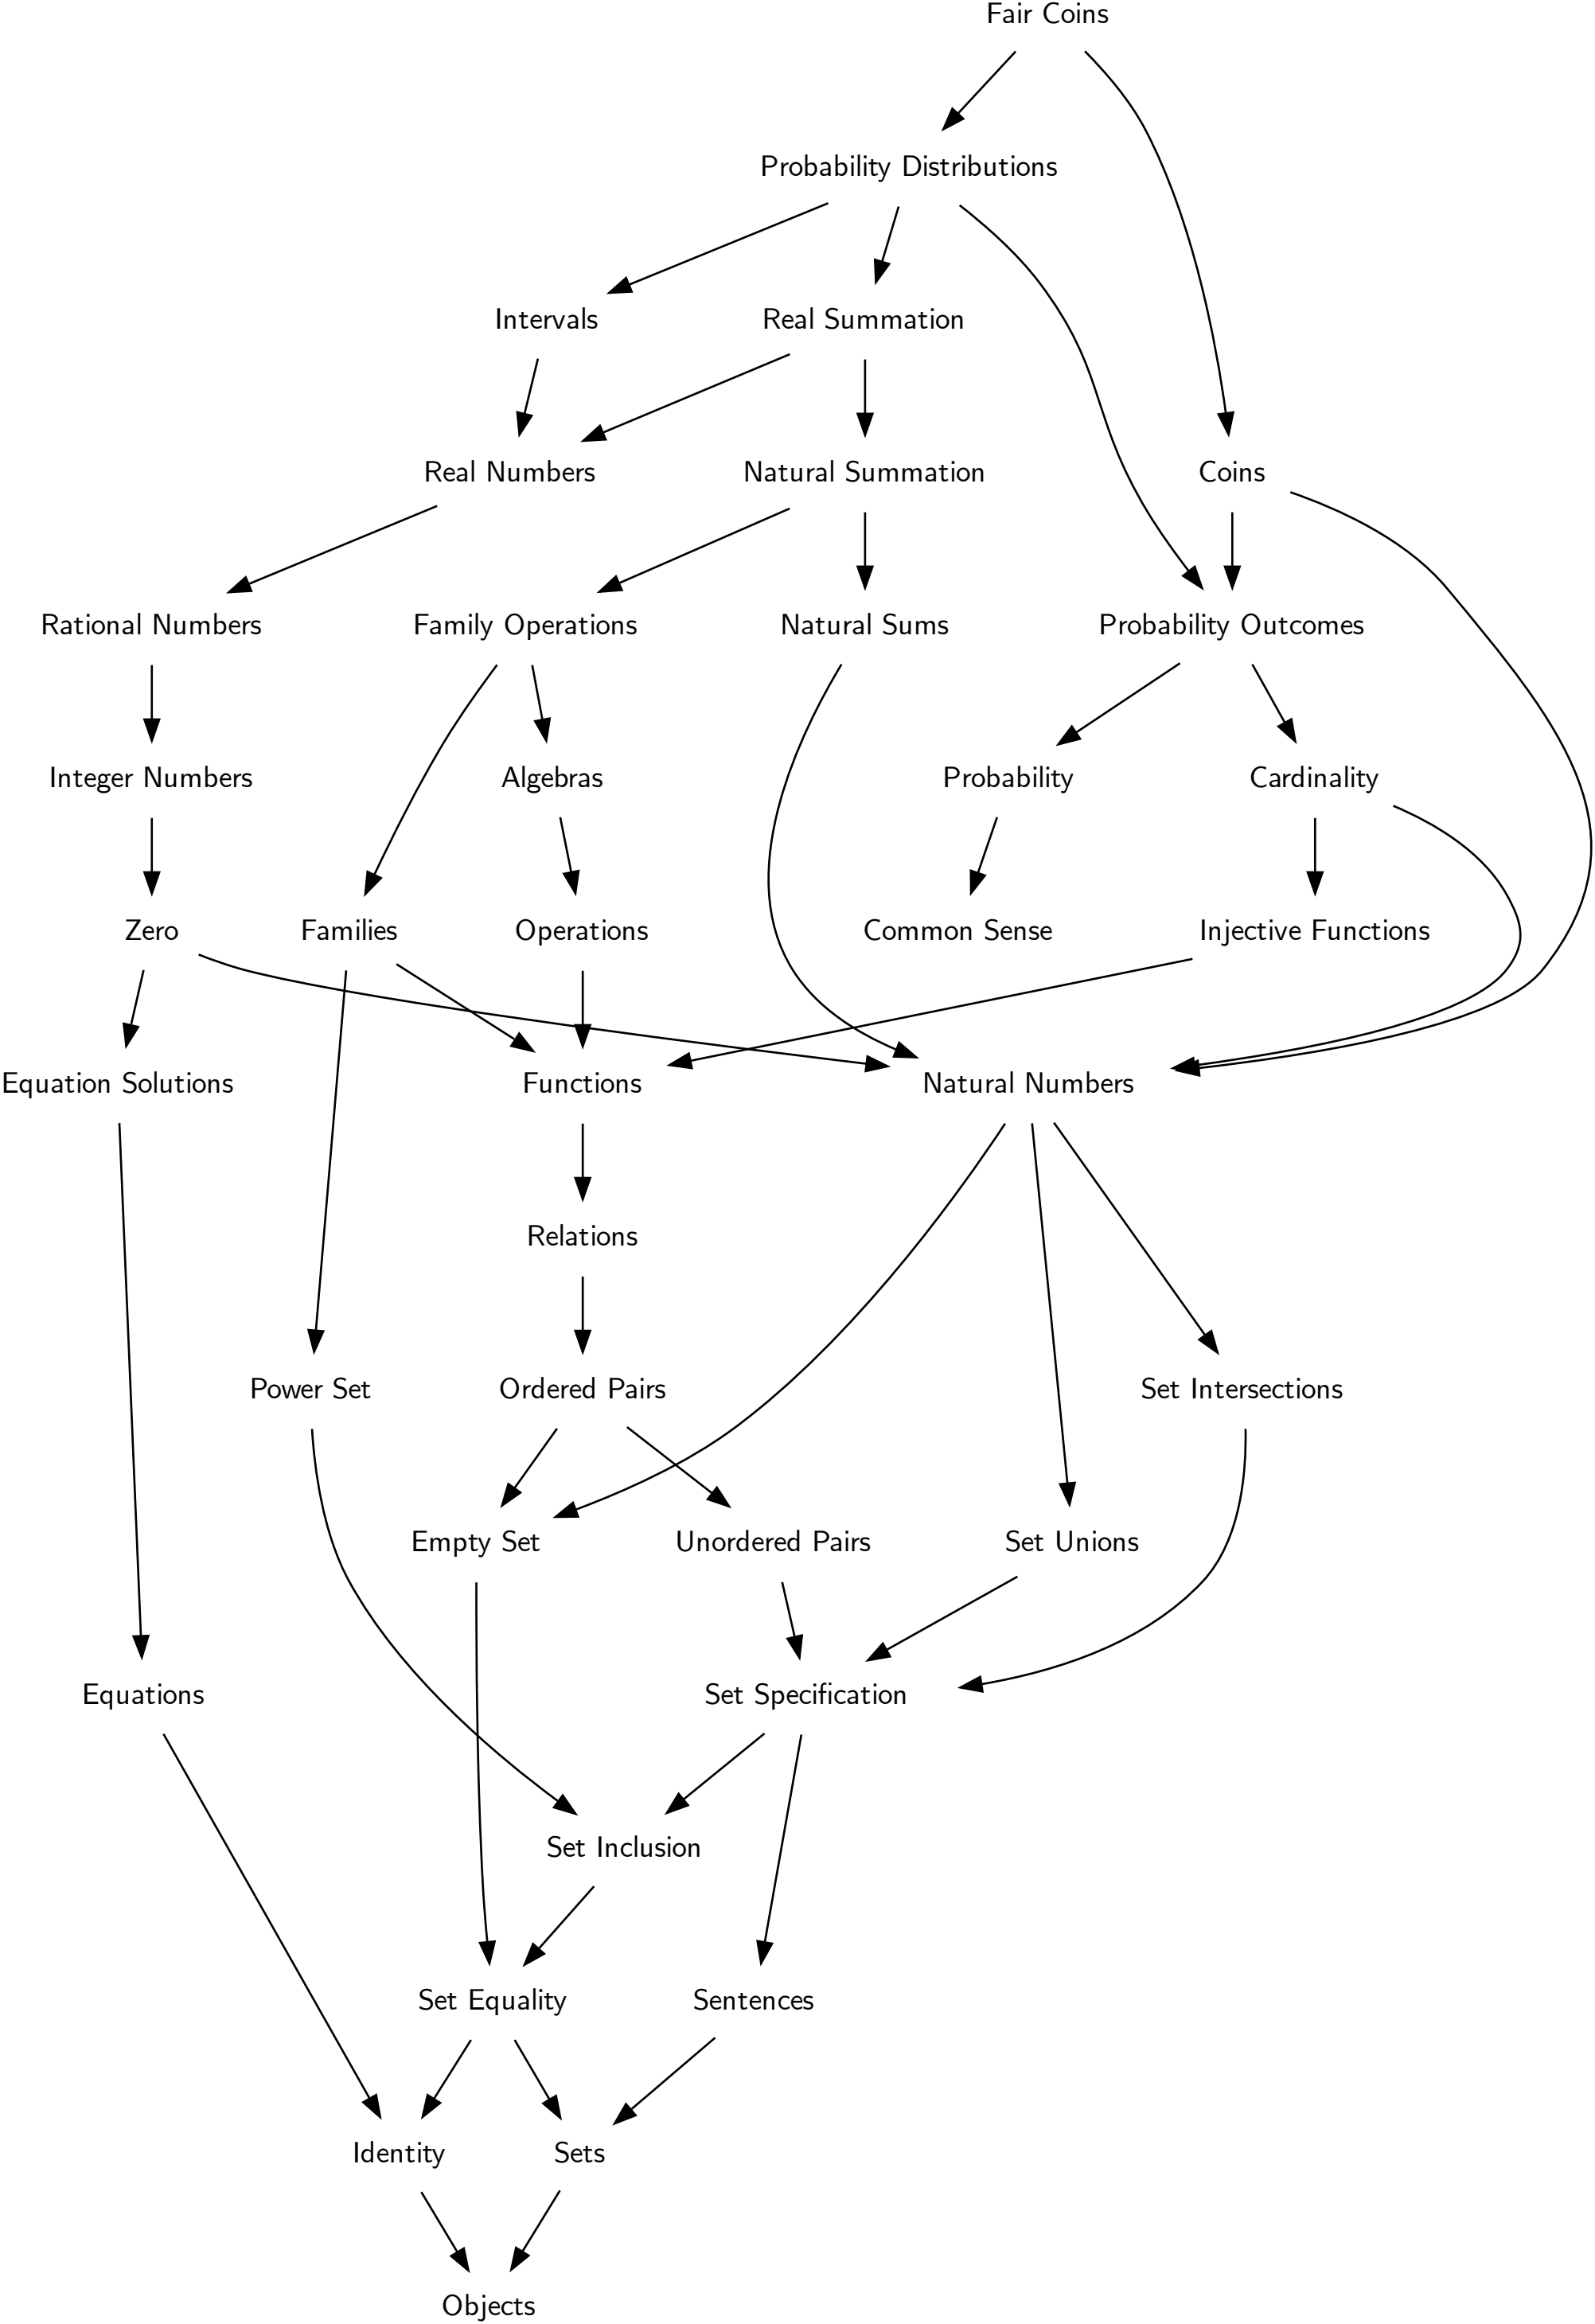 Fair Coins
Probability Distributions
Intervals
Real Summation
Real Numbers
Natural Summation
Coins
Rational Numbers
Family Operations
Natural Sums
Probability Outcomes
Integer Numbers
Algebras
Probability
Cardinality
Zero
Families
Operations
Common Sense
Injective Functions
Equation Solutions
Functions
Natural Numbers
Relations
Power Set
Ordered Pairs
Set Intersections
Empty Set
Unordered Pairs
Set Unions
Equations
Set Specification
Set Inclusion
Set Equality
Sentences
Identity
Sets
Objects